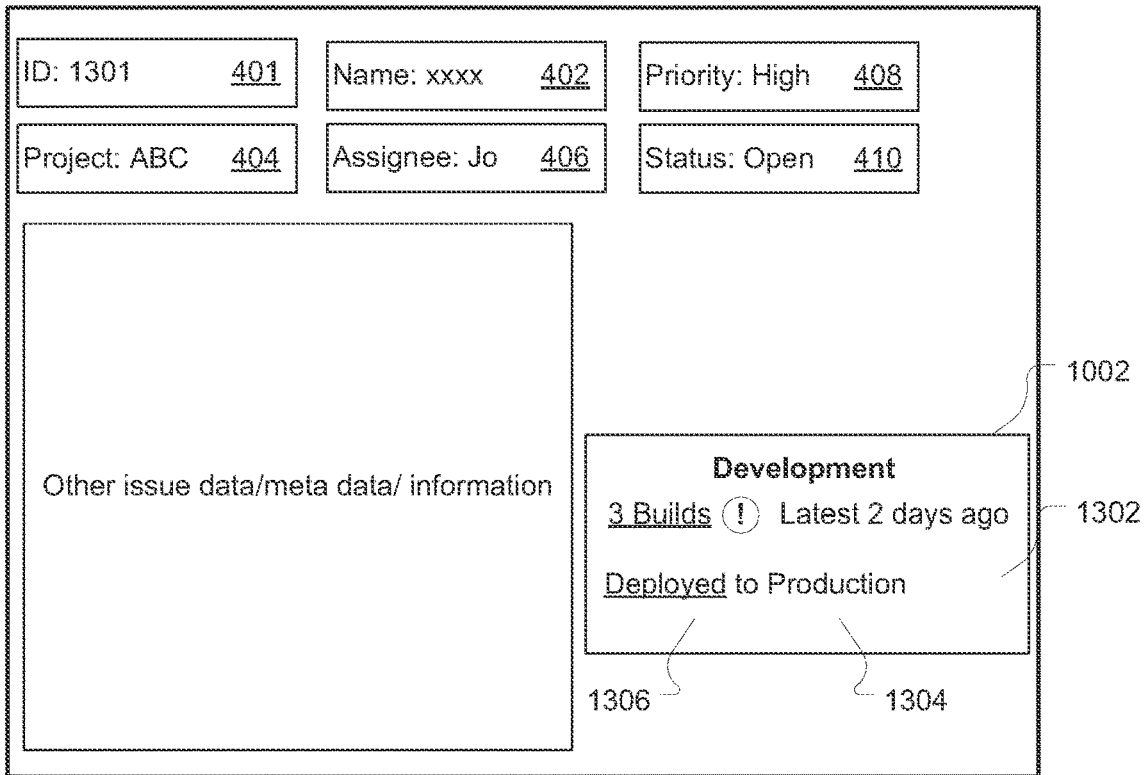 ID: 1301 401
Name: xxxx 402
Priority: High 408
Project: ABC 404
Assignee: Jo 406
Status: Open 410
1002
Other issue data/meta data/ information
Development
3 Builds ! Latest 2 days ago
1302
Deployed to Production
1306
1304